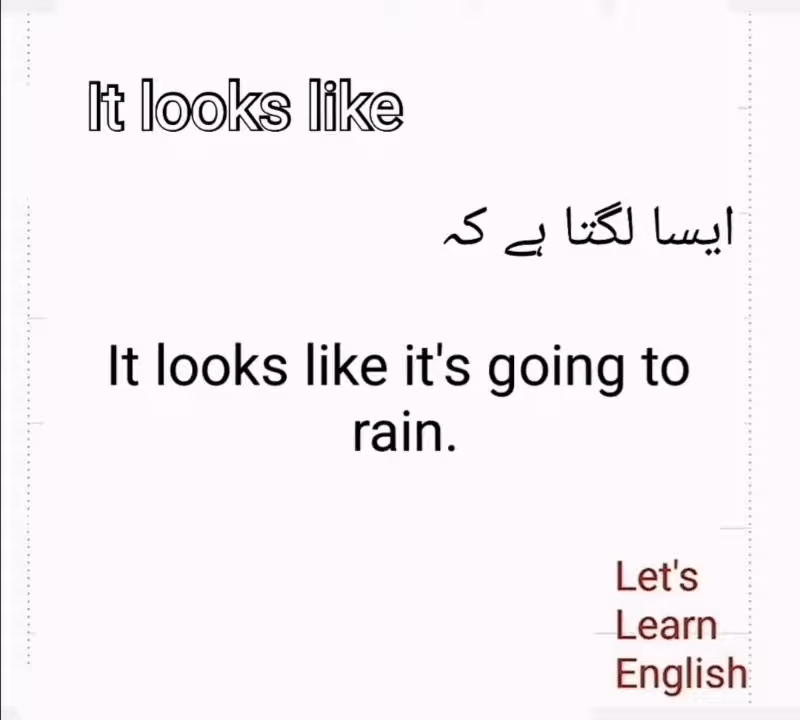 It looks like
ایسا لگتا ہے کہ
It looks like it's going to
rain.
Let's
Learn
English